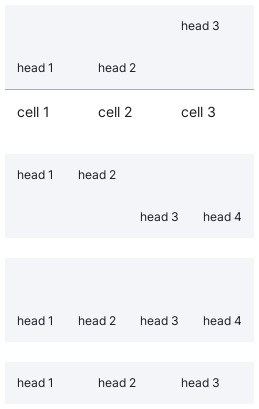 head 3
head 1 head 2
cell 1 cell 2 cell 3
head 1 head 2
head 3 head 4
head 1 head 2 head 3 head 4
head 1 head 2 head 3